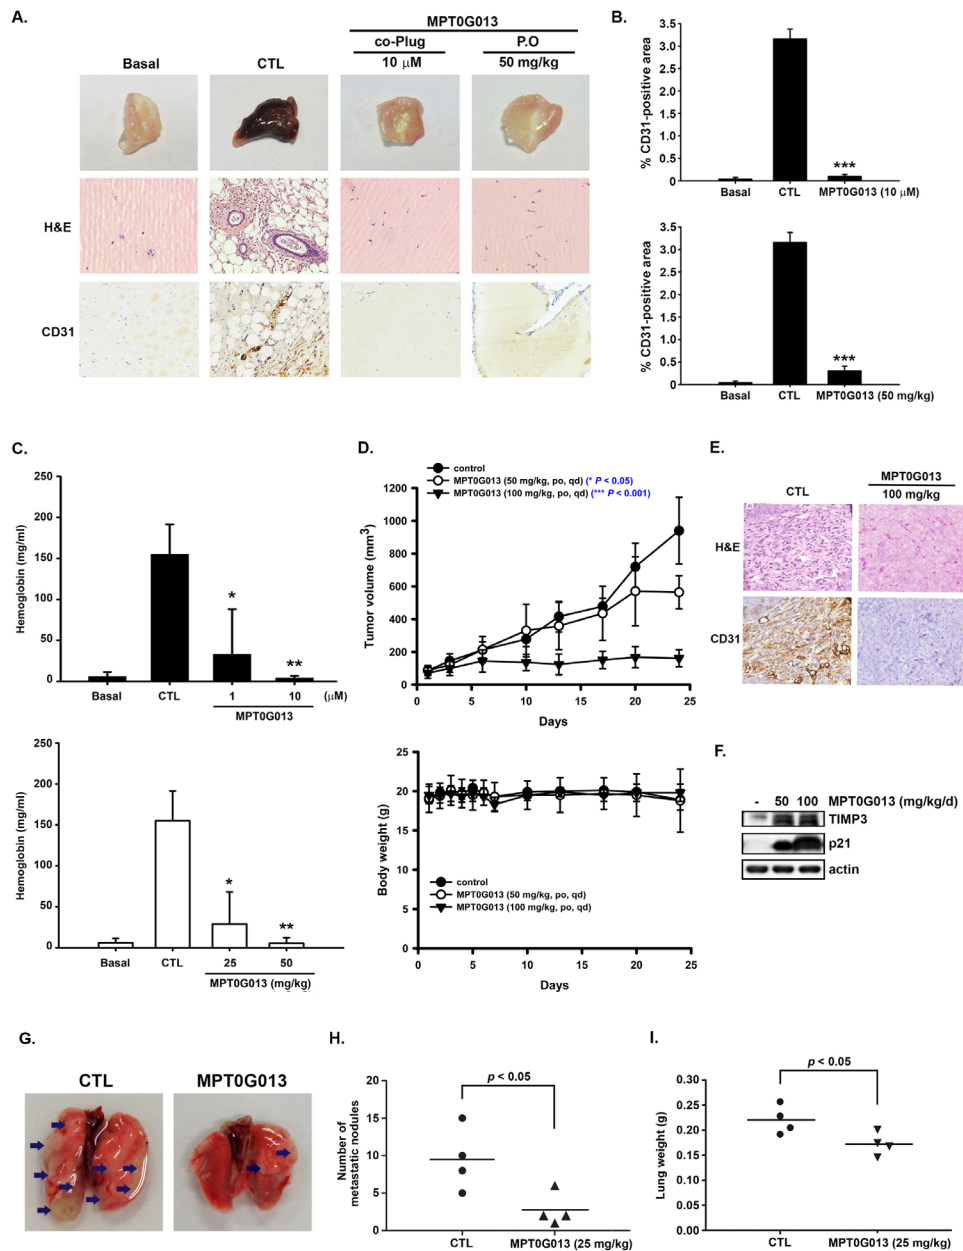 A.
MPT0G013
co-Plug
P.O
Basal
CTL
10 μM
50 mg/kg
H&E
CD31
B.
3.5
3.0
2.5
2.0
1.5
1.0
0.5
0
% CD31-positive area
***
Basal
CTL
MPT0G013 (10 μM)
3.5
3.0
2.5
2.0
1.5
1.0
0.5
0
% CD31-positive area
***
Basal
CTL
MPT0G013 (50 mg/kg)
C.
250
200
150
100
50
0
Hemoglobin (mg/ml)
*
**
Basal
CTL
1
10
(μM)
MPT0G013
250
200
150
100
50
0
Hemoglobin (mg/ml)
*
**
Basal
CTL
25
50
MPT0G013 (mg/kg)
D.
control
MPT0G013 (50 mg/kg, po, qd) (* P < 0.05)
MPT0G013 (100 mg/kg, po, qd) (*** P < 0.001)
1200
1000
800
600
400
200
0
Tumor volume (mm3)
0 5 10 15 20 25
Days
25
20
15
10
5
0
Body weight (g)
control
MPT0G013 (50 mg/kg, po, qd)
MPT0G013 (100 mg/kg, po, qd)
0 5 10 15 20 25
Days
E.
MPT0G013
CTL
100 mg/kg
H&E
CD31
F.
- 50 100 MPT0G013 (mg/kg/d)
TIMP3
p21
actin
G.
CTL
MPT0G013
H.
p < 0.05
20
15
10
5
0
Number of
metastatic nodules
CTL
MPT0G013 (25 mg/kg)
I.
p < 0.05
0.30
0.25
0.20
0.15
0.10
0.05
0.00
Lung weight (g)
CTL
MPT0G013 (25 mg/kg)